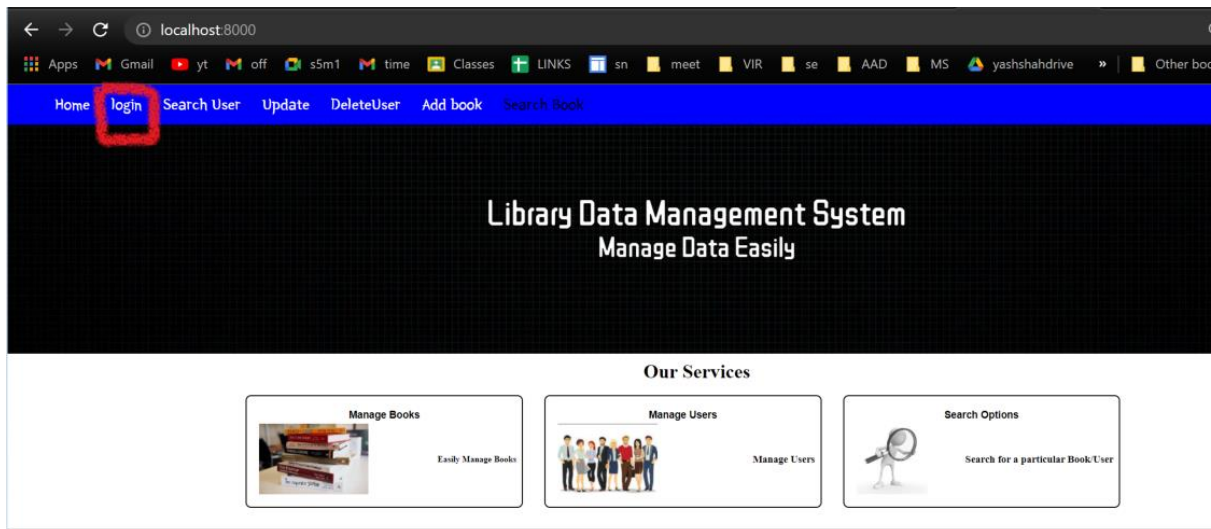 localhost:8000
Apps Gmail yt off s5m1 time Classes LINKS sn meet VIR se AAD MS yashshahdrive » Other boo
Home login Search User Update DeleteUser Add book Search Book
Library Data Management System
Manage Data Easily
Our Services
Manage Books
Easily Manage Books
Manage Users
Manage Users
Search Options
Search for a particular Book/User